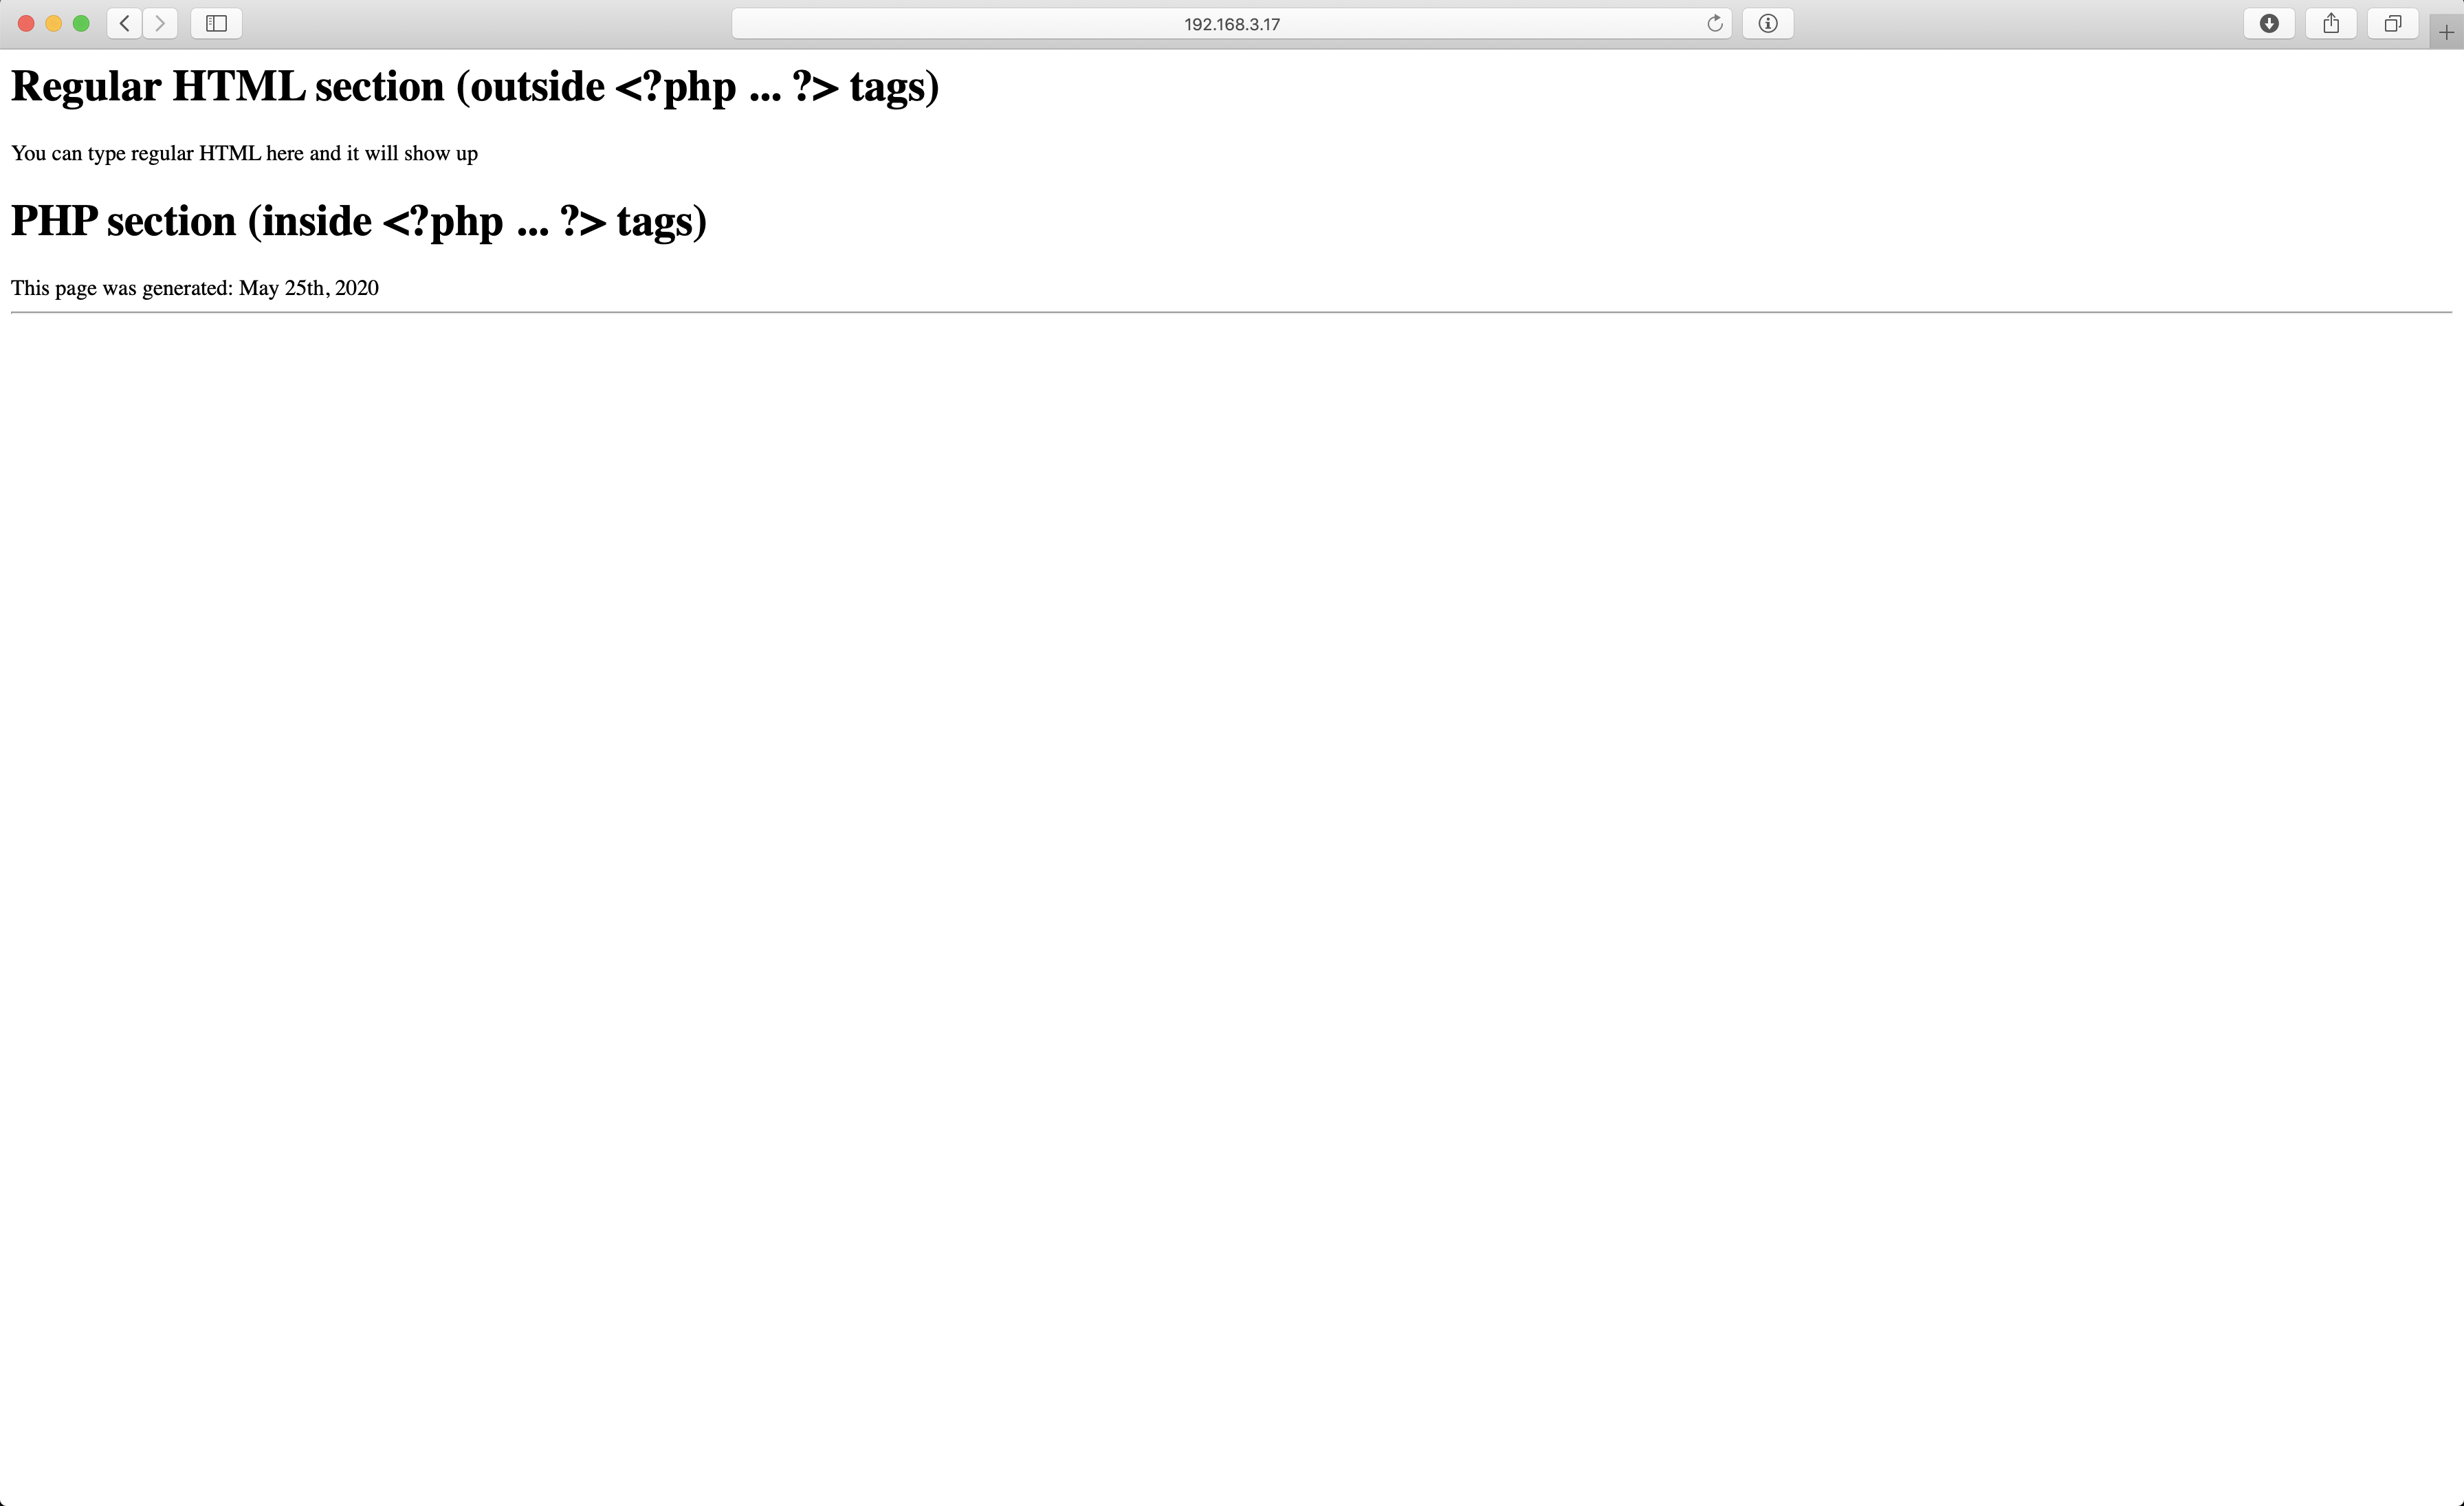 192.168.3.17
Regular HTML section (outside <?php ... ?> tags)
You can type regular HTML here and it will show up
PHP section (inside <?php ... ?> tags)
This page was generated: May 25th, 2020